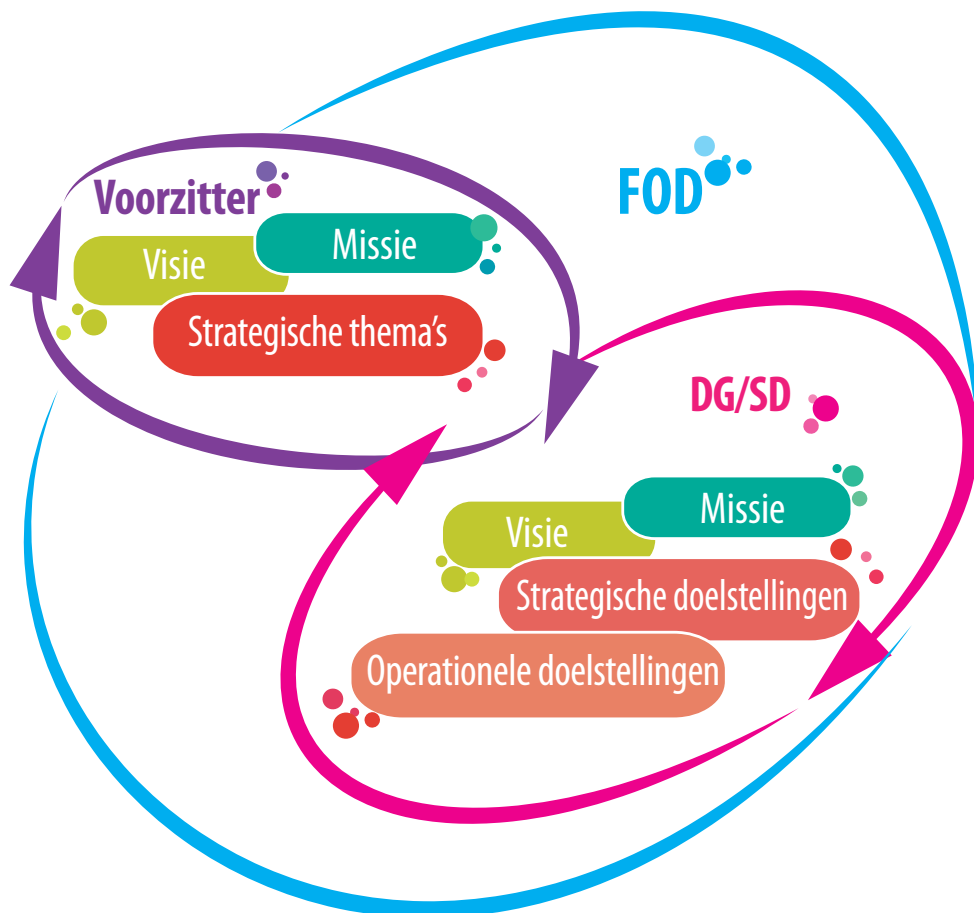 FOD
Voorzitter
Missie
Visie
Strategische thema's
DG/SD
Missie
Visie
Strategische doelstellingen
Operationele doelstellingen